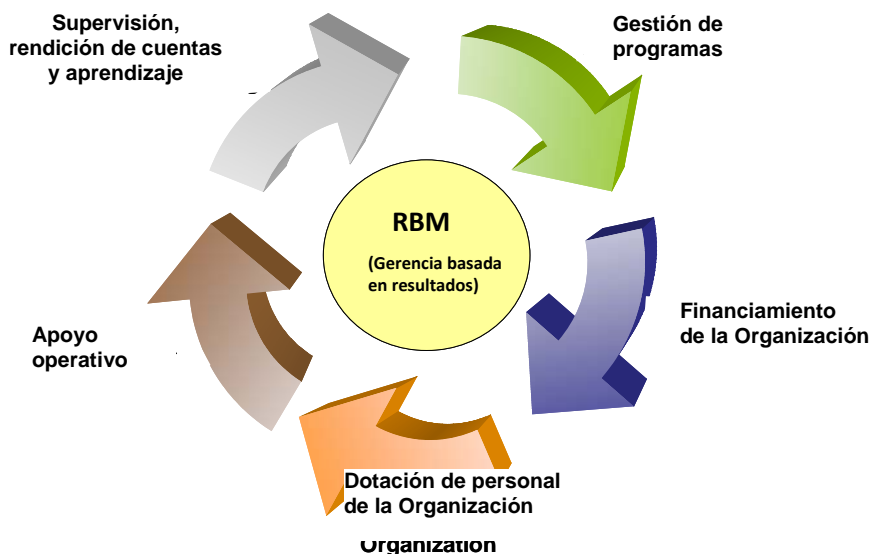 Supervisión,
rendición de cuentas
y aprendizaje
Gestión de
programas
RBM
(Gerencia basada
en resultados)
Financiamiento
de la Organización
Apoyo
operativo
Dotación de personal
de la Organización
Organization